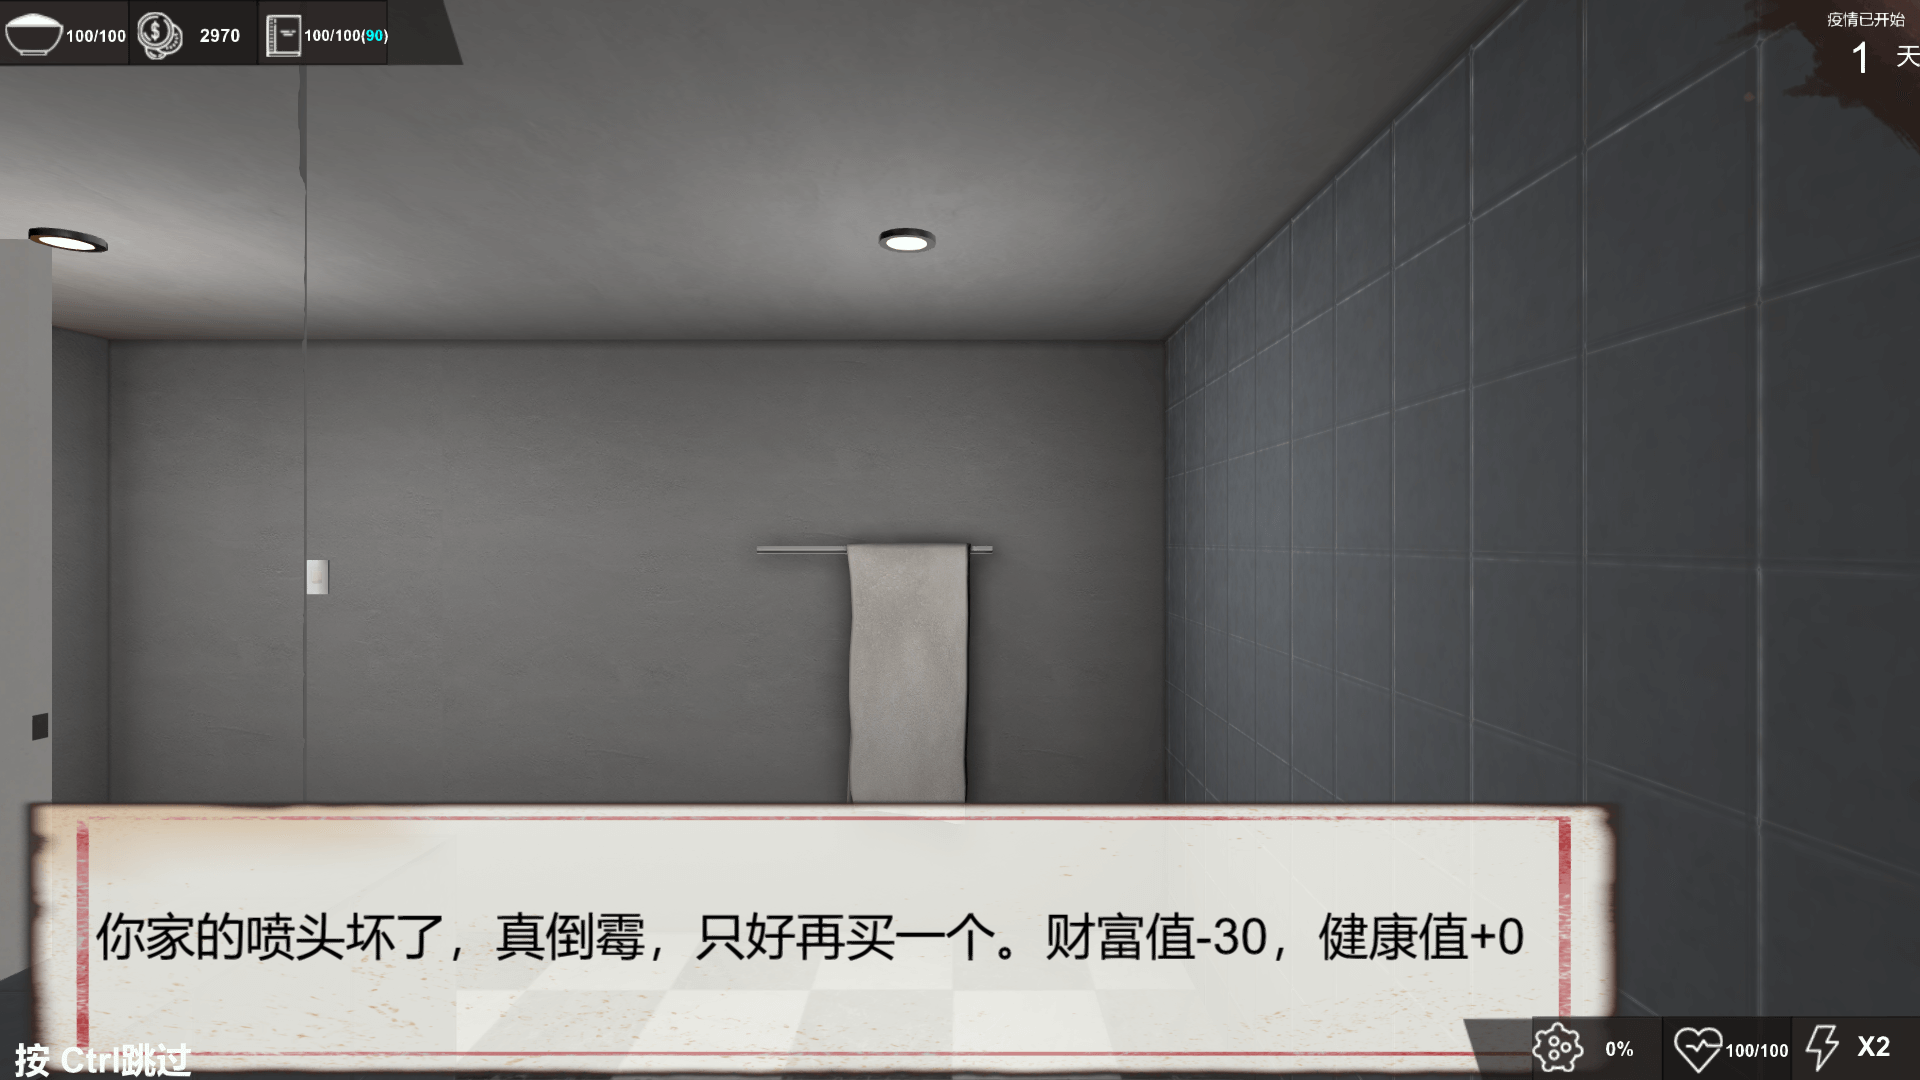 100/100 2970 100/100(90)
疫情已开始
1 天
你家的喷头坏了，真倒霉，只好再买一个。财富值-30，健康值+0
按 Ctrl跳过
0% 100/100 X2